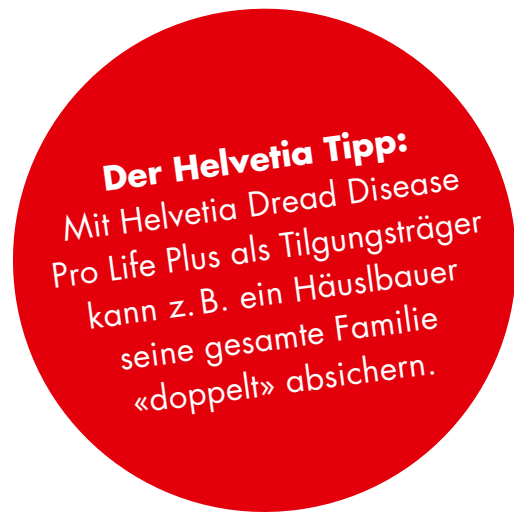 Der Helvetia Tipp:
Mit Helvetia Dread Disease
Pro Life Plus als Tilgungsträger
kann z. B. ein Häuslbauer
seine gesamte Familie
«doppelt» absichern.